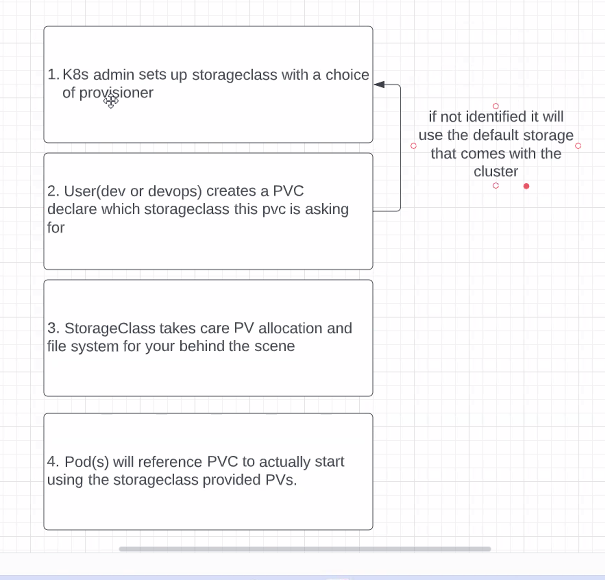 1. K8s admin sets up storageclass with a choice
of provisioner
if not identified it will
use the default storage
that comes with the
cluster
2. User(dev or devops) creates a PVC
declare which storageclass this pvc is asking
for
3. StorageClass takes care PV allocation and
file system for your behind the scene
4. Pod(s) will reference PVC to actually start
using the storageclass provided PVs.